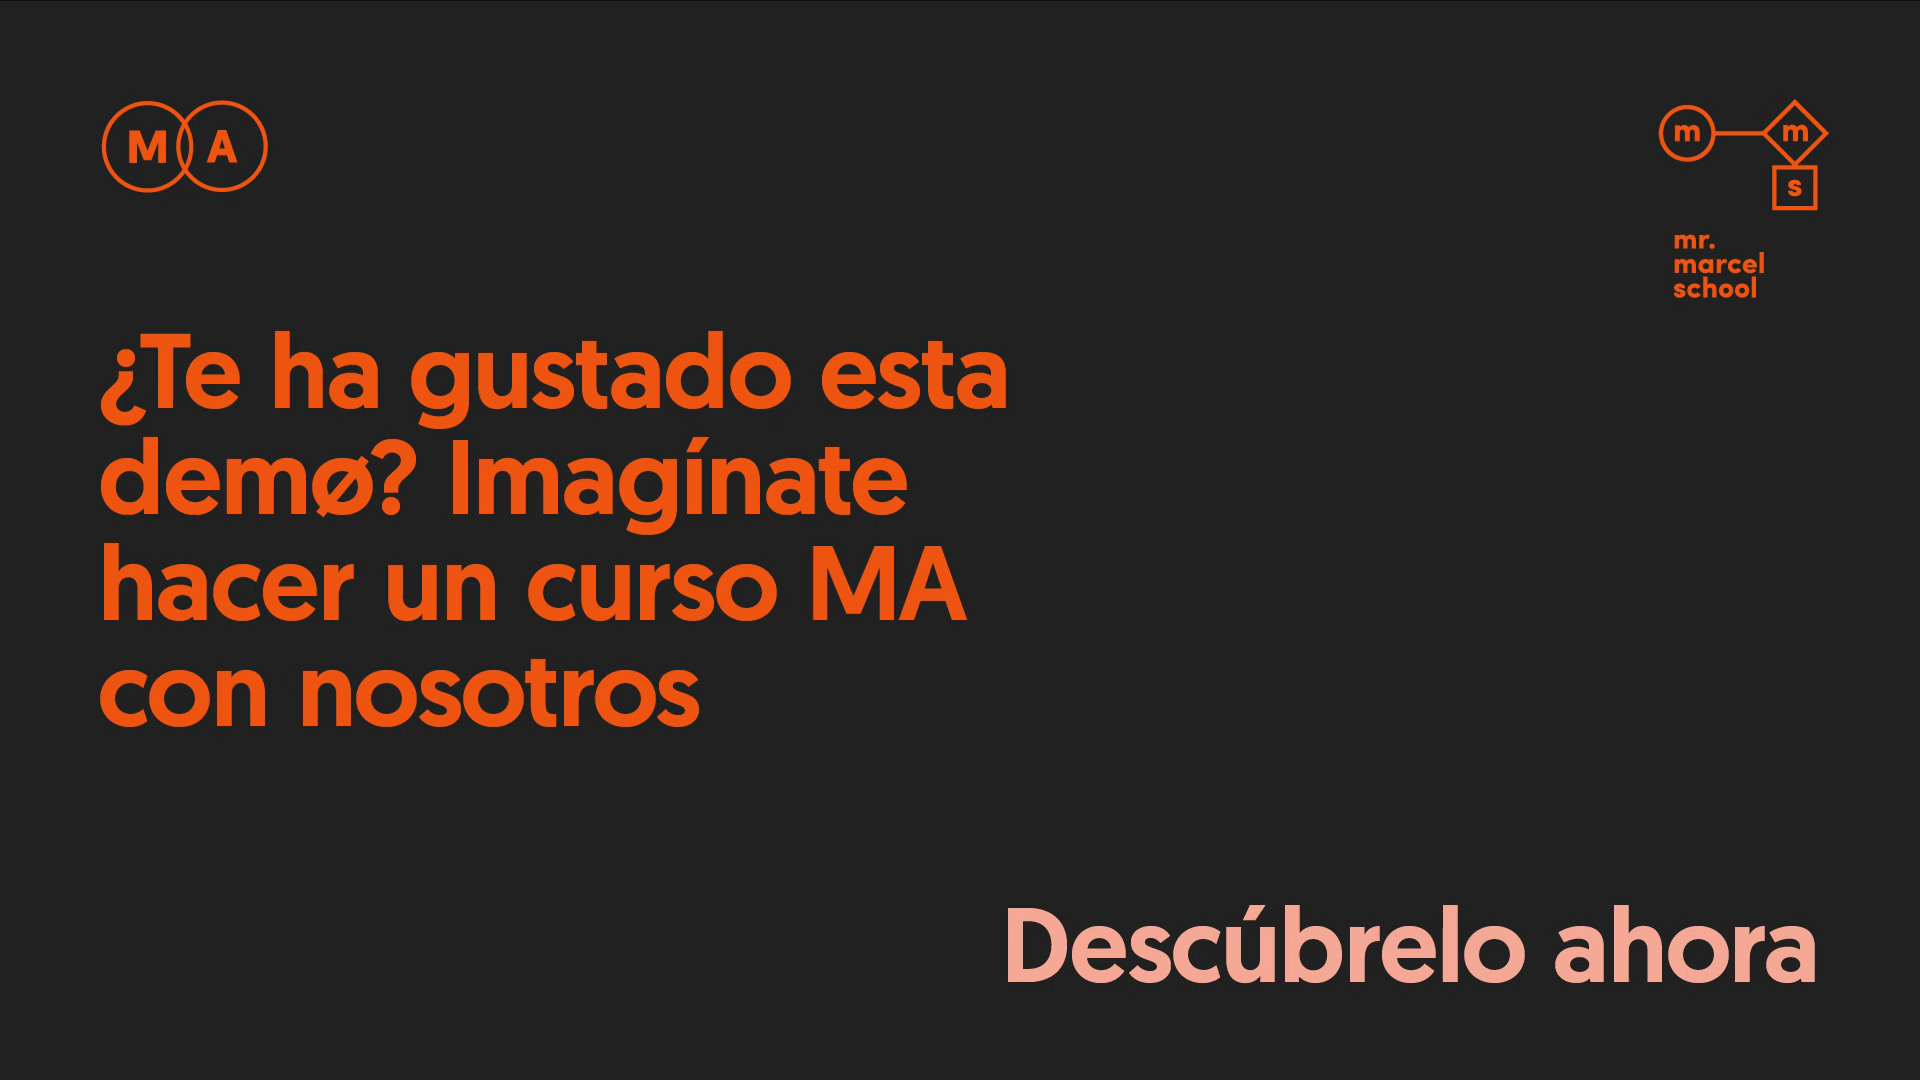 M A
m m
s
mr.
marcel
school
¿Te ha gustado esta
demø? Imagínate
hacer un curso MA
con nosotros
Descúbrelo ahora